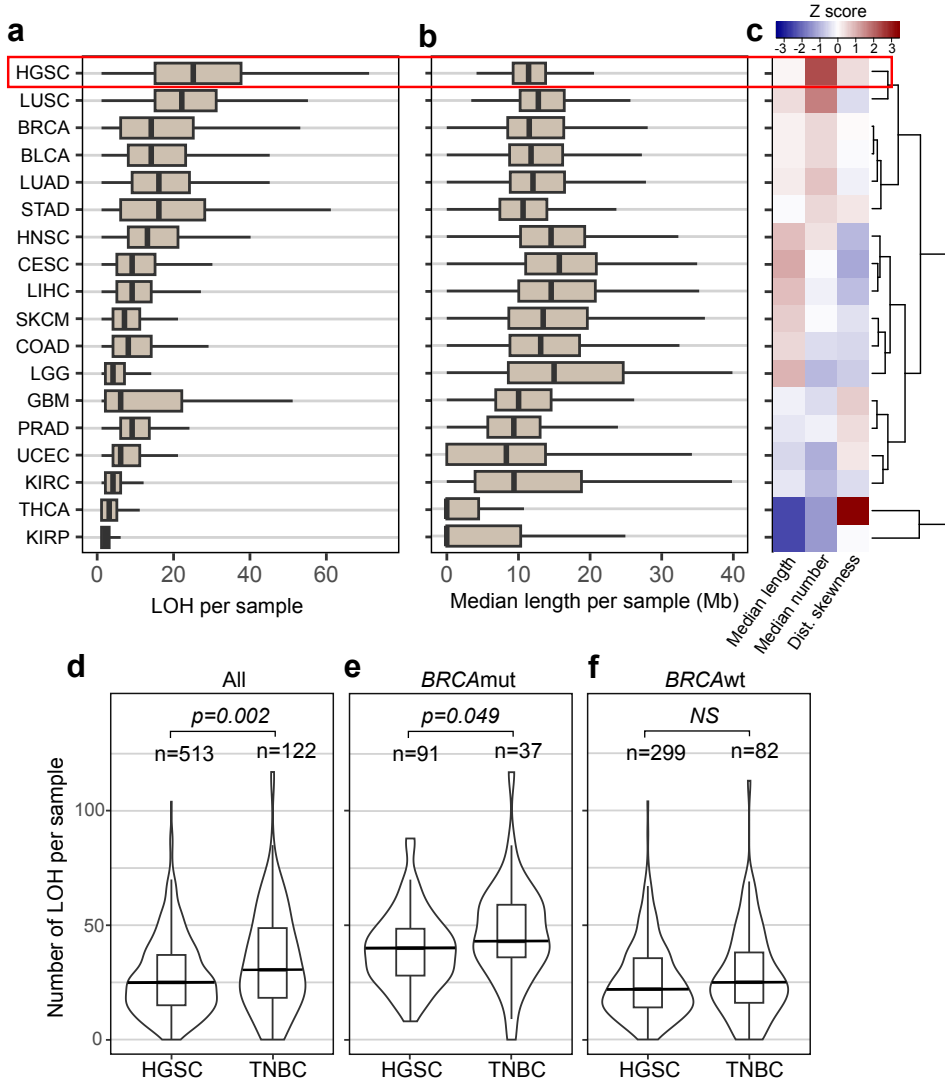 a
b
c
Z score
-3 -2 -1 0 1 2 3
HGSC
LUSC
BRCA
BLCA
LUAD
STAD
HNSC
CESC
LIHC
SKCM
COAD
LGG
GBM
PRAD
UCEC
KIRC
THCA
KIRP
0 20 40 60
LOH per sample
0 10 20 30 40
Median length per sample (Mb)
Median length
Median number
Dist. skewness
d
All
e
BRCAmut
f
BRCAwt
p=0.002
p=0.049
NS
n=513 n=122
n=91 n=37
n=299 n=82
Number of LOH per sample
100
50
0
HGSC TNBC
HGSC TNBC
HGSC TNBC